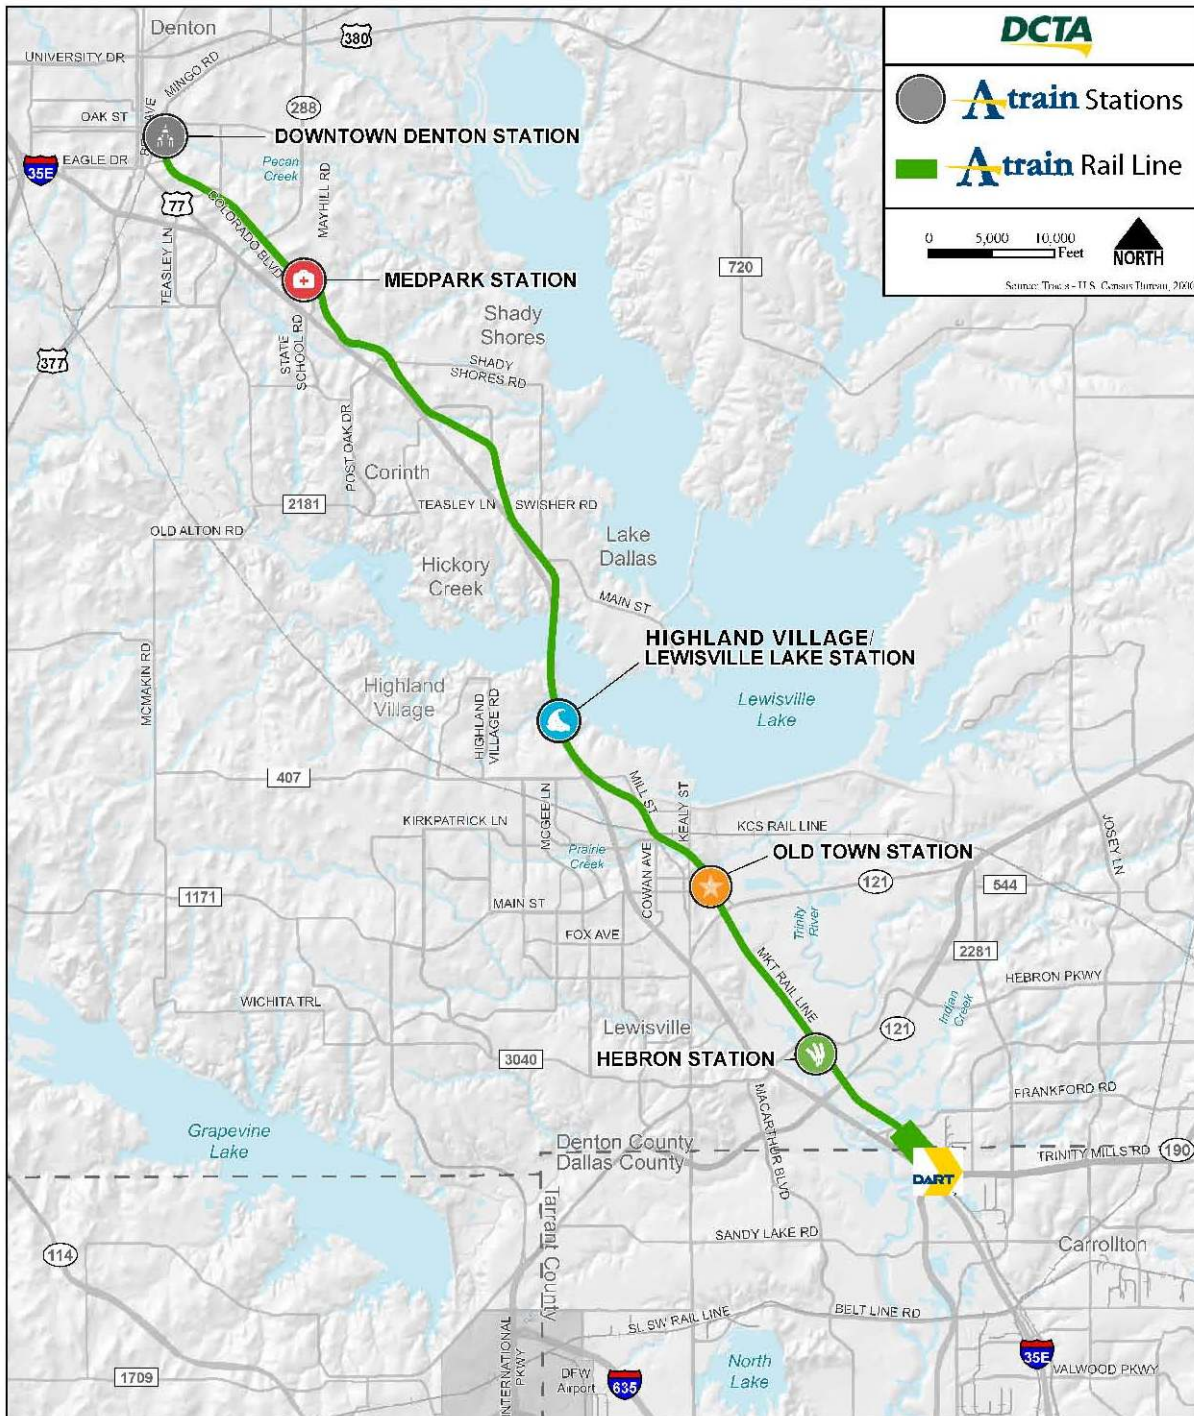 Denton
380
UNIVERSITY DR
MINGO RD
288
OAK ST
DOWNTOWN DENTON STATION
EAGLE DR
35E
Pecan
Creek
MAYHILL RD
77
COLORADO BLVD
TEASLEY LN
MEDPARK STATION
720
Shady
Shores
STATE
SCHOOL RD
377
SHADY
SHORES RD
POST OAK DR
Corinth
2181
TEASLEY LN
SWISHER RD
OLD ALTON RD
Lake
Dallas
Hickory
Creek
MAIN ST
HIGHLAND VILLAGE/
LEWISVILLE LAKE STATION
MCMAKIN RD
Highland
Village
HIGHLAND
VILLAGE RD
Lewisville
Lake
407
MILL ST
KEALY ST
MCGEE LN
KIRKPATRICK LN
KCS RAIL LINE
JOSEY LN
Prairie
Creek
OLD TOWN STATION
COWAN AVE
121
544
1171
MAIN ST
Trinity
River
FOX AVE
MKT RAIL LINE
2281
HEBRON PKWY
WICHITA TRL
Indian
Creek
Lewisville
121
3040
HEBRON STATION
MACARTHUR BLVD
FRANKFORD RD
Grapevine
Lake
Denton County
Dallas County
TRINITY MILLS RD
190
DART
Tarrant County
SANDY LAKE RD
Carrollton
114
SL SW RAIL LINE
BELT LINE RD
INTERNATIONAL
PKWY
35E
North
Lake
VALWOOD PKWY
1709
DFW
Airport
635
DCTA
A train Stations
A train Rail Line
0 5,000 10,000
Feet
NORTH